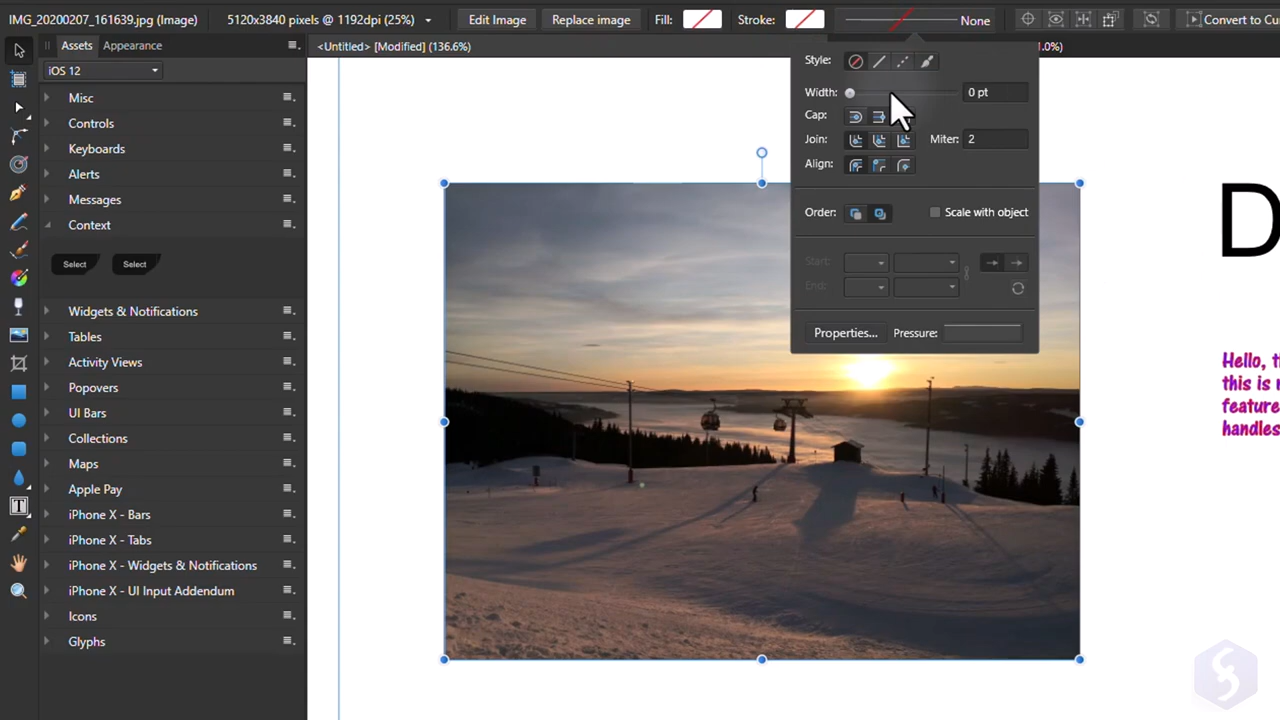 IMG_20200207_161639.jpg (Image) 5120x3840 pixels @ 1192dpi (25%) Edit Image Replace image Fill: Stroke: None Convert to Cu
Assets Appearance <Untitled> [Modified] (136.6%) .0%)
iOS 12
Misc
Controls
Keyboards
Alerts
Messages
Context
Select Select
Widgets & Notifications
Tables
Activity Views
Popovers
UI Bars
Collections
Maps
Apple Pay
iPhone X - Bars
iPhone X - Tabs
iPhone X - Widgets & Notifications
iPhone X - UI Input Addendum
Icons
Glyphs
Style:
Width: 0 pt
Cap:
Join: Miter: 2
Align:
Order: Scale with object
Start:
End:
Properties... Pressure:
D
Hello, t
this is
feature
handles